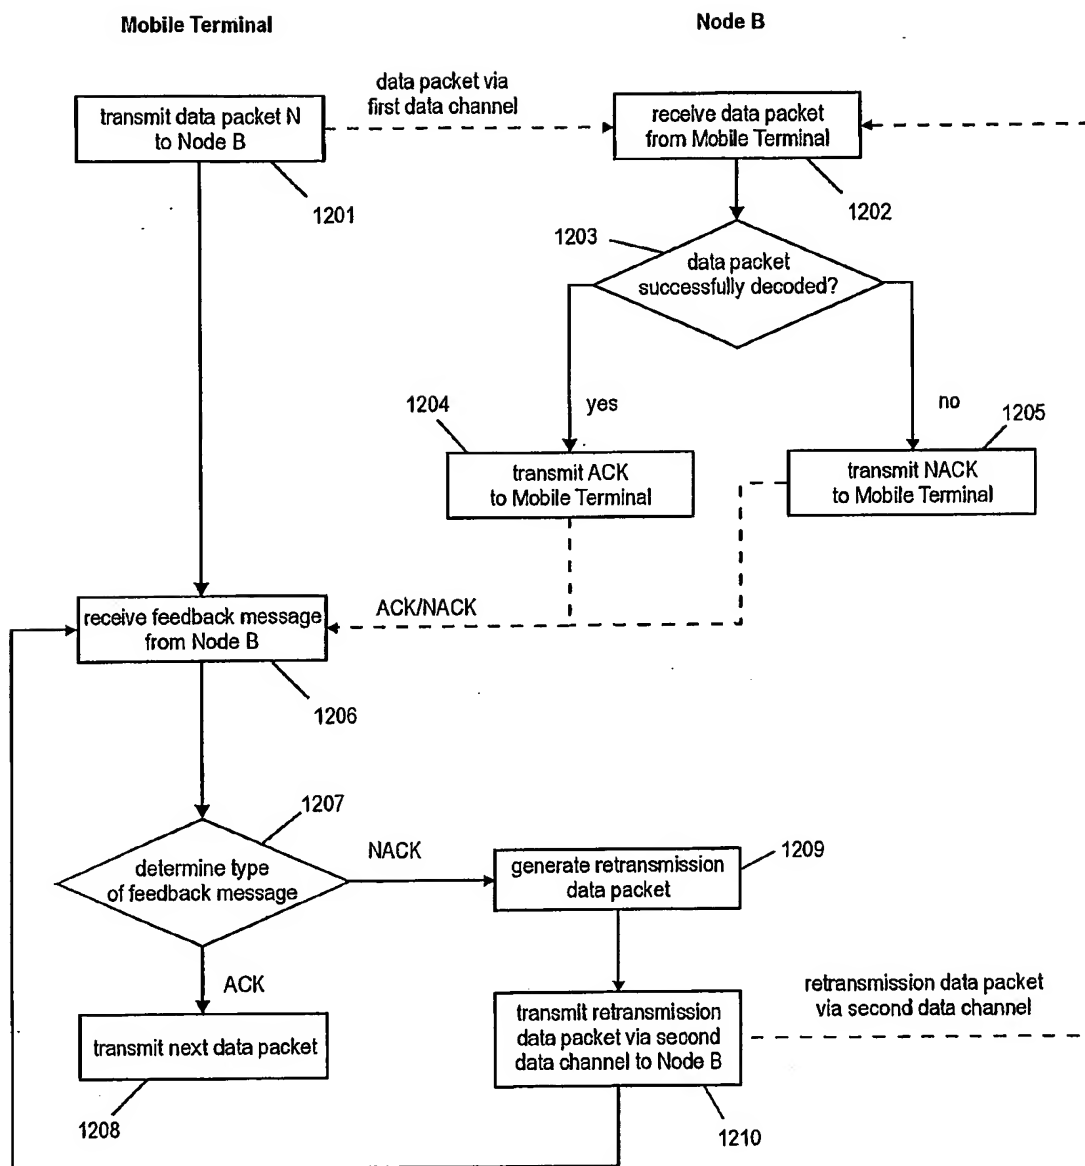 Mobile Terminal
Node B
transmit data packet N
to Node B
1201
data packet via
first data channel
receive data packet
from Mobile Terminal
1202
1203
data packet
successfully decoded?
yes
no
1204
transmit ACK
to Mobile Terminal
1205
transmit NACK
to Mobile Terminal
ACK/NACK
receive feedback message
from Node B
1206
1207
determine type
of feedback message
NACK
generate retransmission
data packet
1209
ACK
transmit next data packet
1208
transmit retransmission
data packet via second
data channel to Node B
1210
retransmission data packet
via second data channel